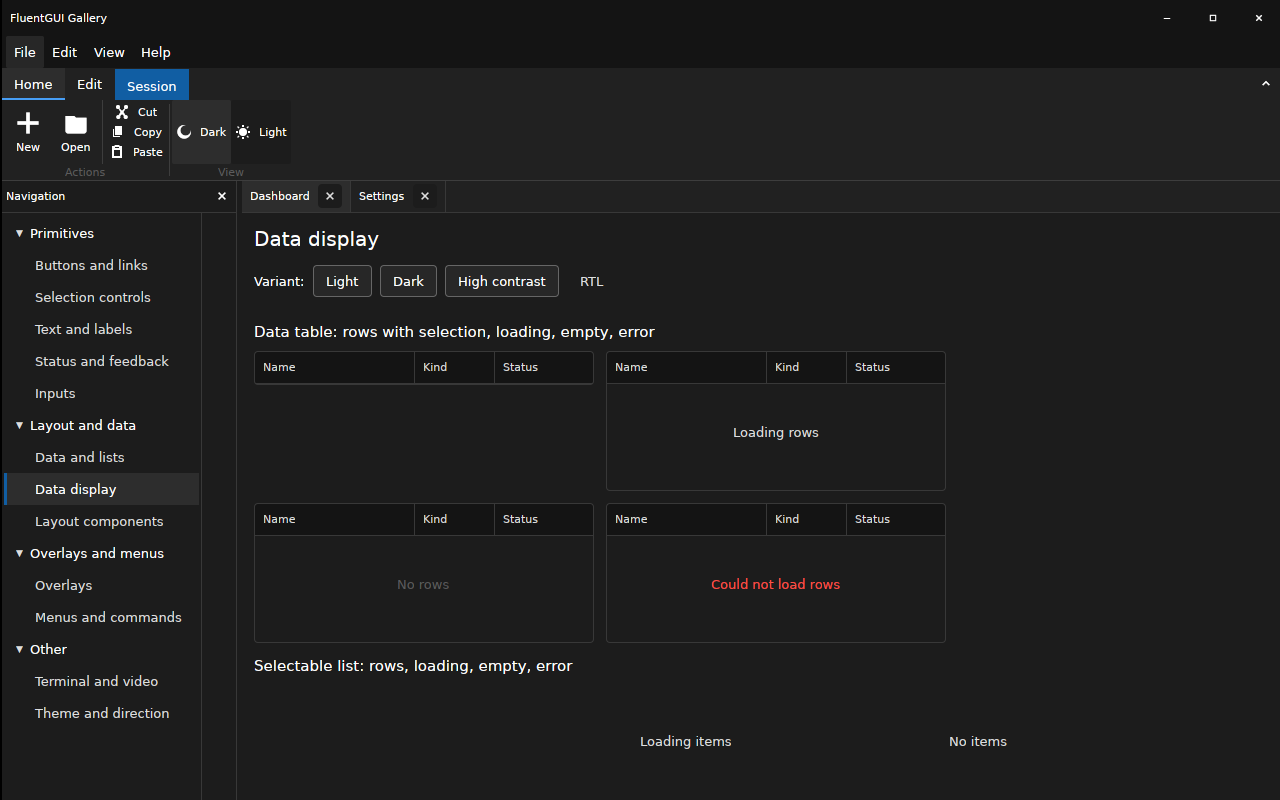 FluentGUI Gallery
File Edit View Help
Home Edit Session
New Open Cut Copy Paste Dark Light
Actions View
Navigation
Dashboard Settings
Primitives
Buttons and links
Selection controls
Text and labels
Status and feedback
Inputs
Layout and data
Data and lists
Data display
Layout components
Overlays and menus
Overlays
Menus and commands
Other
Terminal and video
Theme and direction
Data display
Variant: Light Dark High contrast RTL
Data table: rows with selection, loading, empty, error
Name Kind Status
Name Kind Status
Loading rows
Name Kind Status
No rows
Name Kind Status
Could not load rows
Selectable list: rows, loading, empty, error
Loading items No items